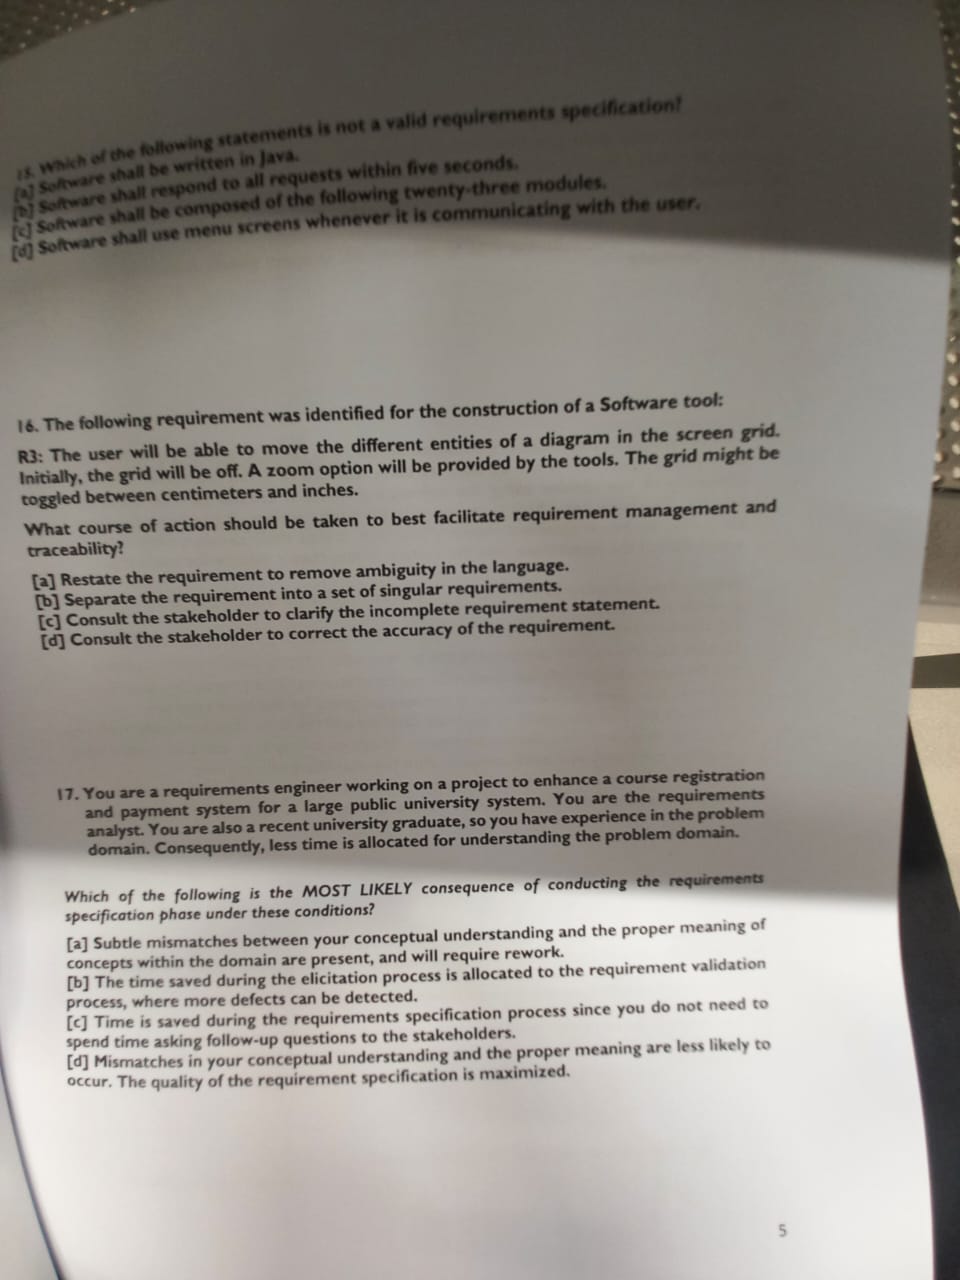 15. Which of the following statements is not a valid requirements specification?
[a] Software shall be written in Java.
[b] Software shall respond to all requests within five seconds.
[c] Software shall be composed of the following twenty-three modules.
[d] Software shall use menu screens whenever it is communicating with the user.
16. The following requirement was identified for the construction of a Software tool:
R3: The user will be able to move the different entities of a diagram in the screen grid.
Initially, the grid will be off. A zoom option will be provided by the tools. The grid might be
toggled between centimeters and inches.
What course of action should be taken to best facilitate requirement management and
traceability?
[a] Restate the requirement to remove ambiguity in the language.
[b] Separate the requirement into a set of singular requirements.
[c] Consult the stakeholder to clarify the incomplete requirement statement.
[d] Consult the stakeholder to correct the accuracy of the requirement.
17. You are a requirements engineer working on a project to enhance a course registration
and payment system for a large public university system. You are the requirements
analyst. You are also a recent university graduate, so you have experience in the problem
domain. Consequently, less time is allocated for understanding the problem domain.
Which of the following is the MOST LIKELY consequence of conducting the requirements
specification phase under these conditions?
[a] Subtle mismatches between your conceptual understanding and the proper meaning of
concepts within the domain are present, and will require rework.
[b] The time saved during the elicitation process is allocated to the requirement validation
process, where more defects can be detected.
[c] Time is saved during the requirements specification process since you do not need to
spend time asking follow-up questions to the stakeholders.
[d] Mismatches in your conceptual understanding and the proper meaning are less likely to
occur. The quality of the requirement specification is maximized.
5